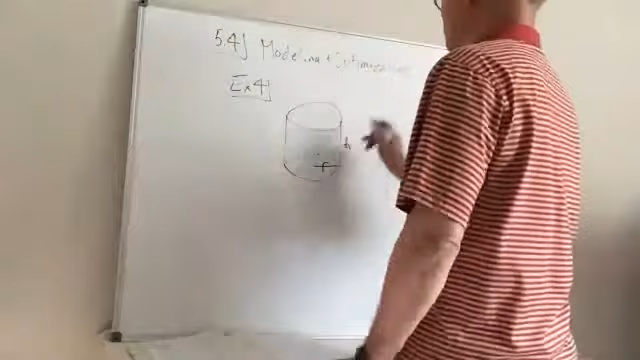 5.4] Modeling + Optimization
Ex 4]
h
r